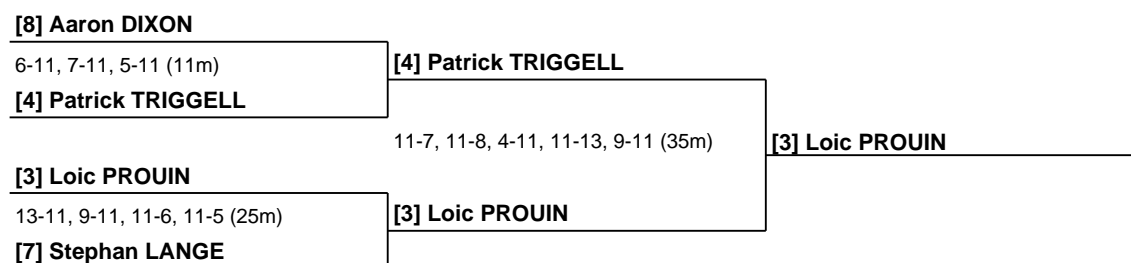 [8] Aaron DIXON
6-11, 7-11, 5-11 (11m)
[4] Patrick TRIGGELL
[4] Patrick TRIGGELL
11-7, 11-8, 4-11, 11-13, 9-11 (35m)
[3] Loic PROUIN
[3] Loic PROUIN
13-11, 9-11, 11-6, 11-5 (25m)
[3] Loic PROUIN
[7] Stephan LANGE